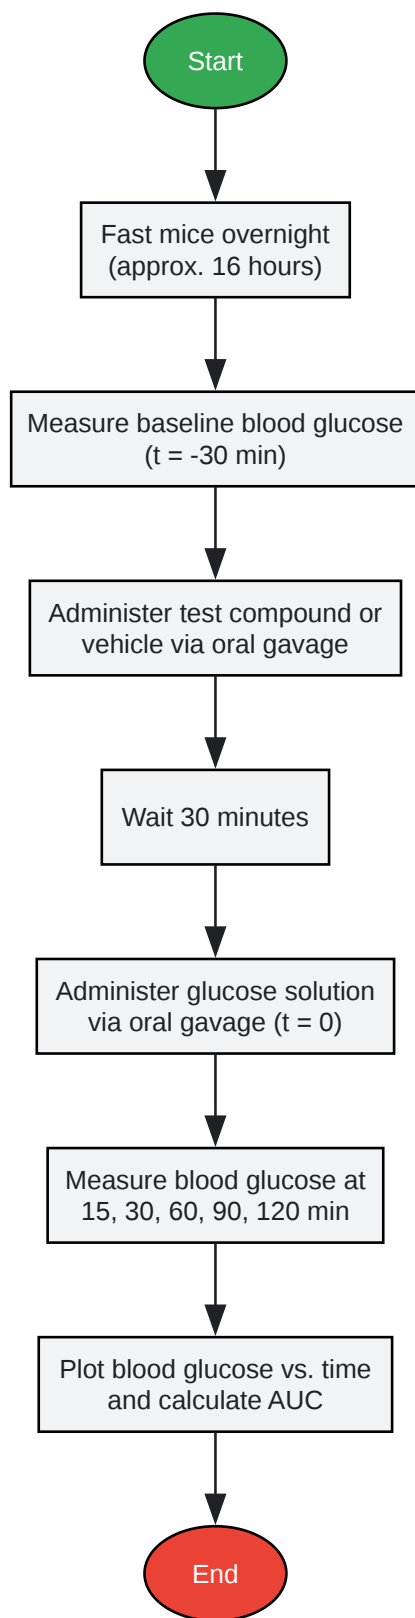 Start
Fast mice overnight
(approx. 16 hours)
Measure baseline blood glucose
(t = -30 min)
Administer test compound or
vehicle via oral gavage
Wait 30 minutes
Administer glucose solution
via oral gavage (t = 0)
Measure blood glucose at
15, 30, 60, 90, 120 min
Plot blood glucose vs. time
and calculate AUC
End